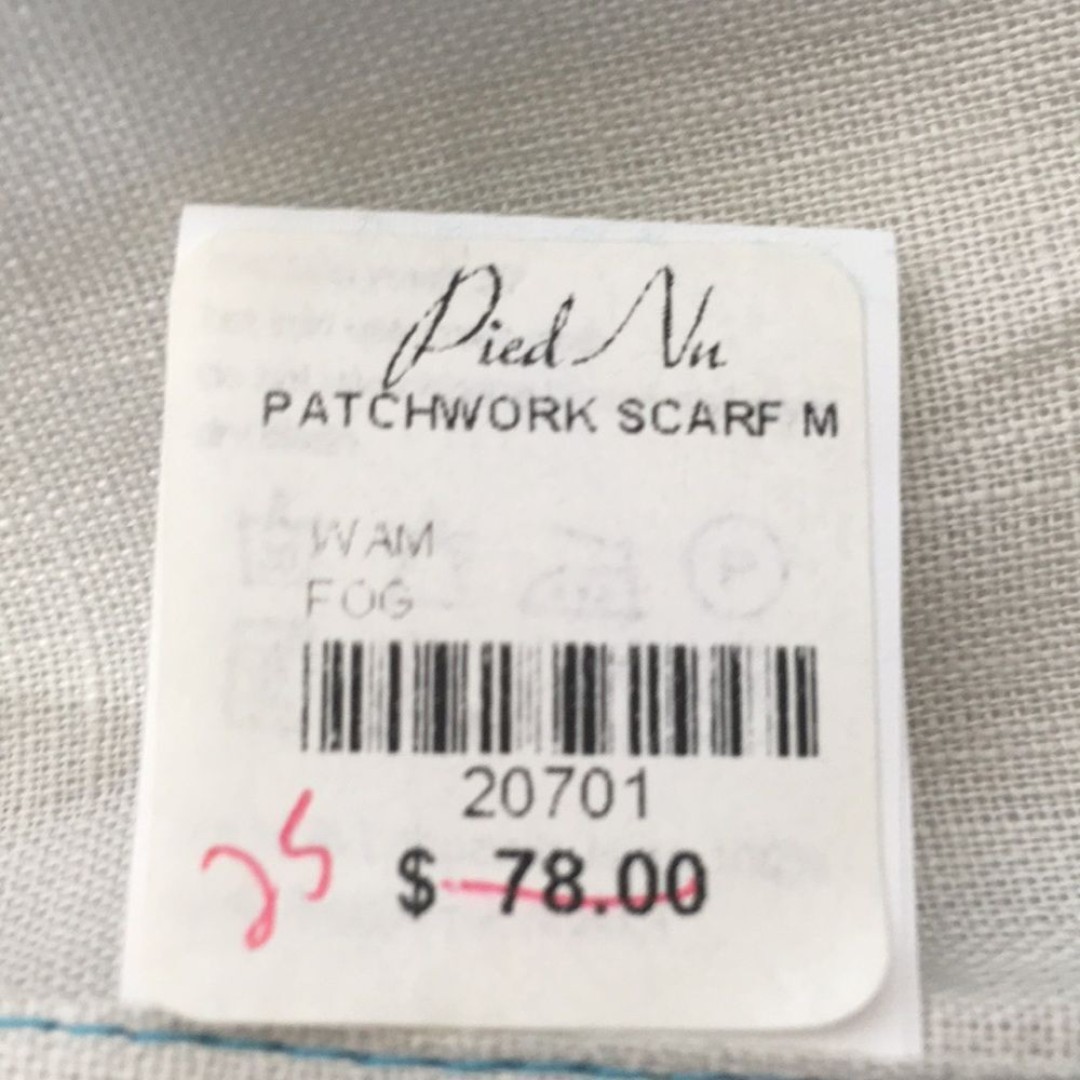 Pied Nu
PATCHWORK SCARF M
WAM
FOG
20701
25 $ 78.00